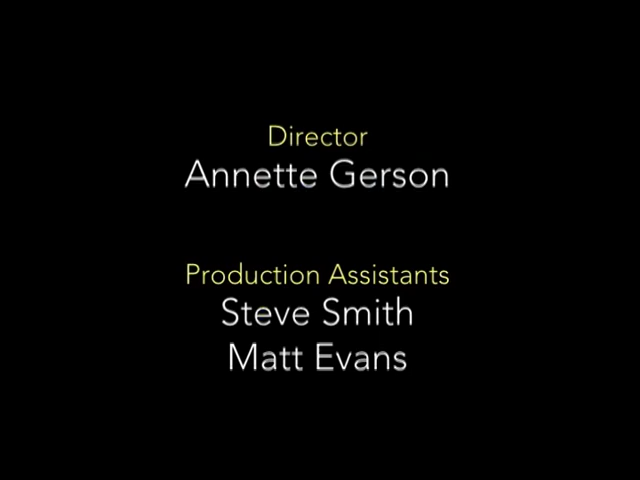 Director
Annette Gerson
Production Assistants
Steve Smith
Matt Evans